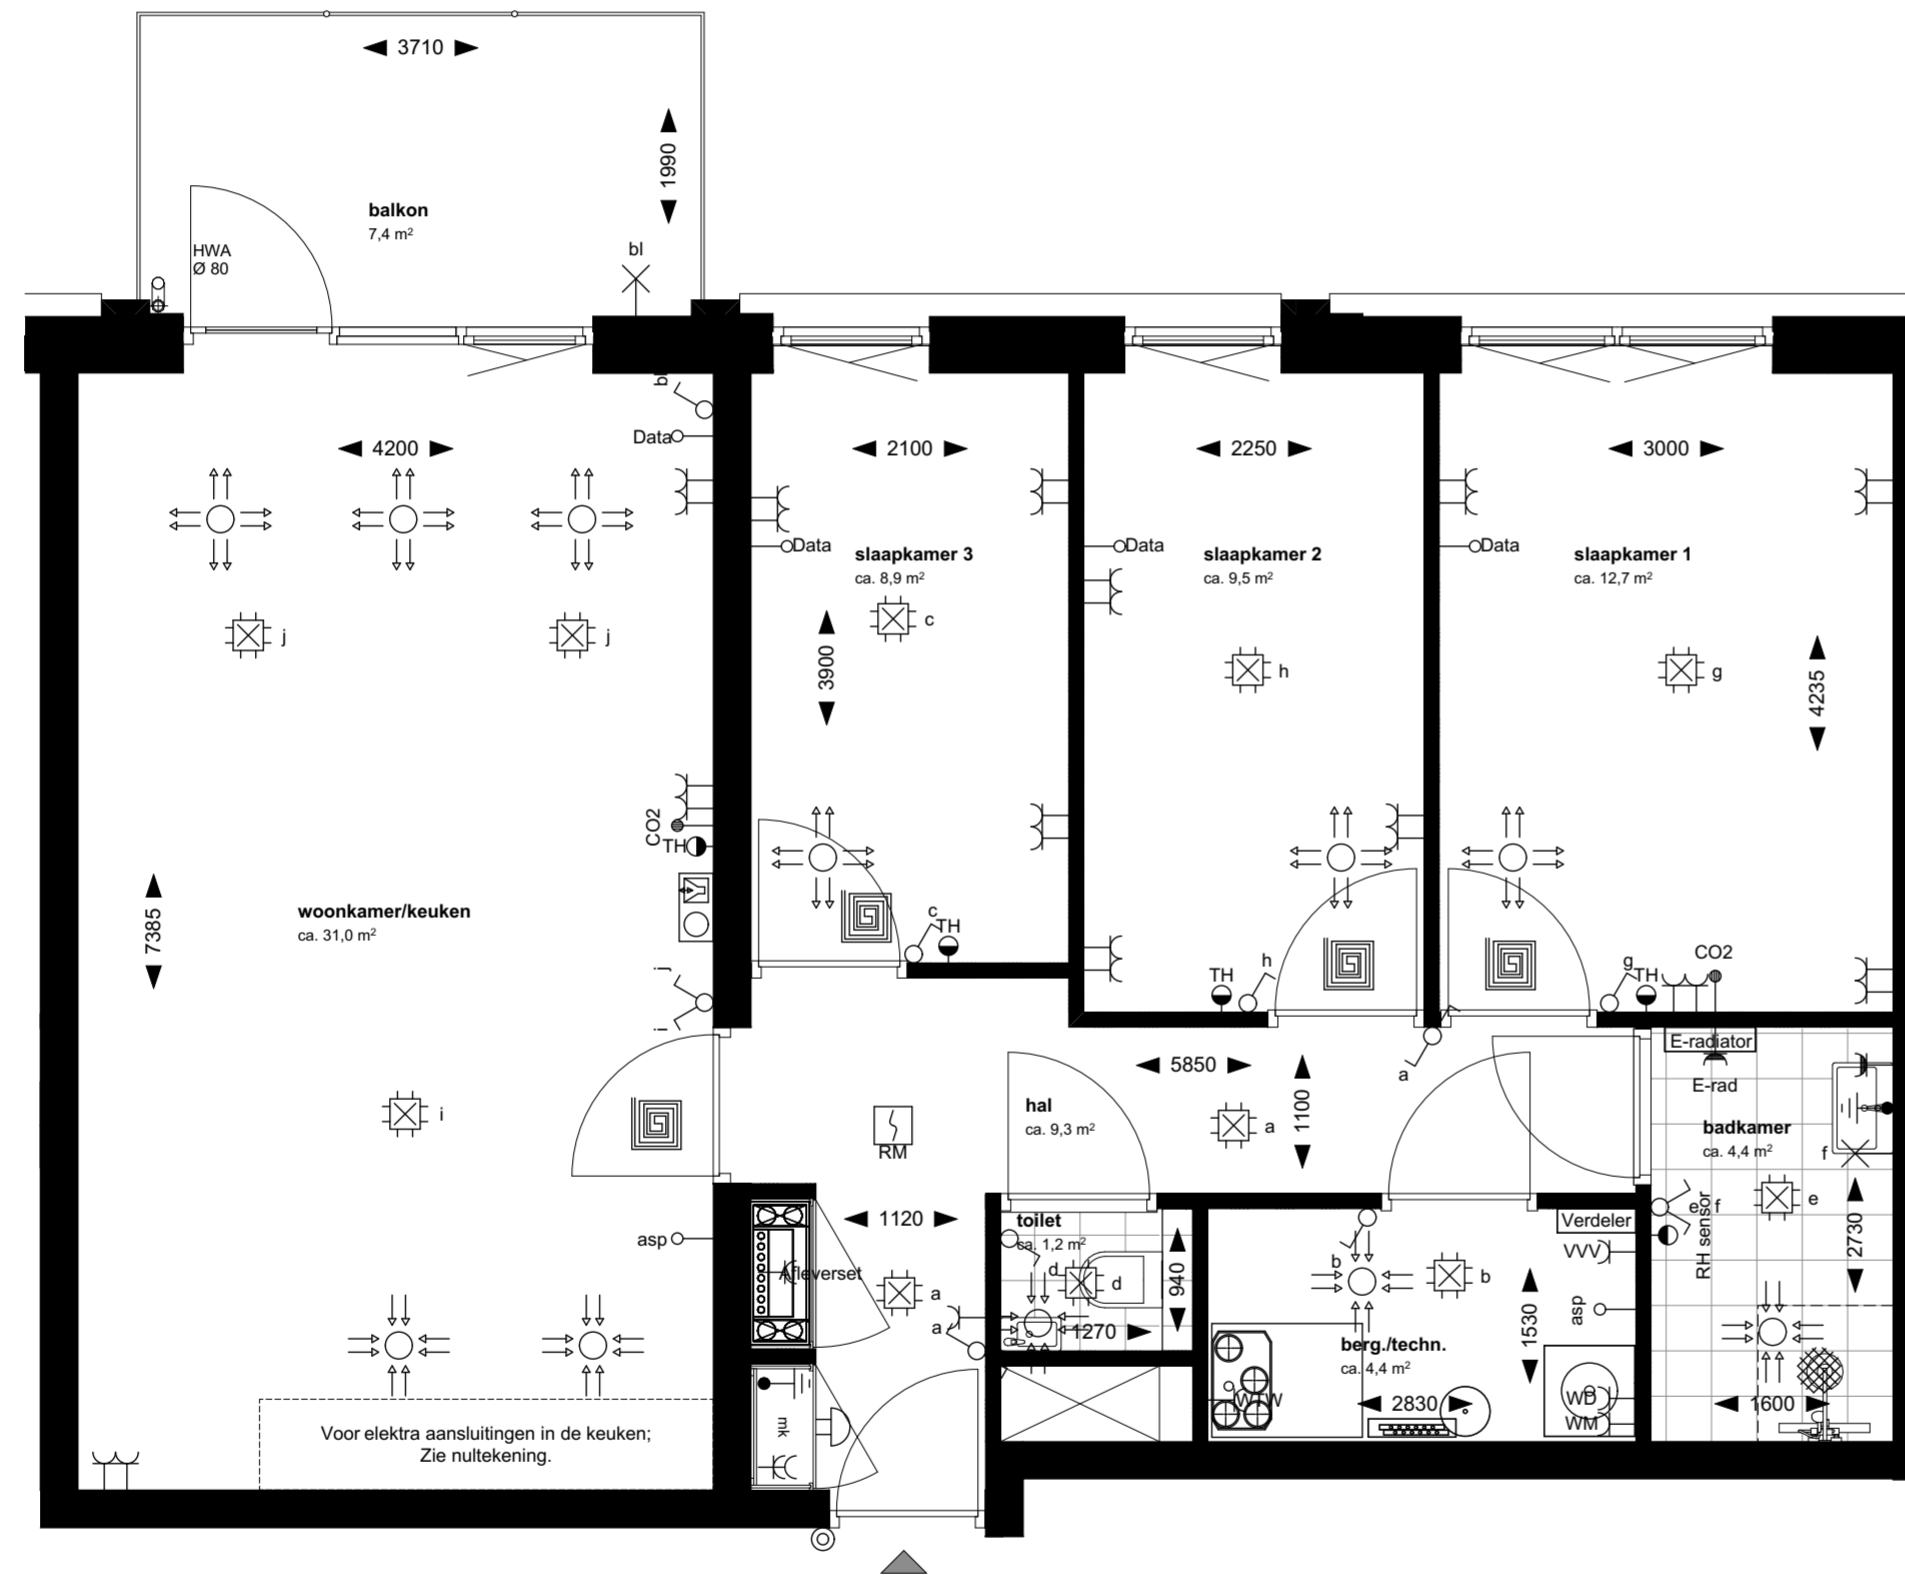 3710
1990
balkon
7,4 m²
HWA
Ø 80
bl
bl
Data
4200
2100
2250
3000
Data
slaapkamer 3
ca. 8,9 m²
Data
slaapkamer 2
ca. 9,5 m²
Data
slaapkamer 1
ca. 12,7 m²
j
j
c
h
g
3900
4235
CO2
TH
7385
woonkamer/keuken
ca. 31,0 m²
c
TH
TH
h
g
TH
CO2
j
i
i
RM
hal
ca. 9,3 m²
5850
1100
a
a
E-radiator
E-rad
badkamer
ca. 4,4 m²
f
e
e f
RH sensor
2730
asp
1120
Afleverset
a
a
toilet
ca. 1,2 m²
d
d
940
1270
b
b
Verdeler
VVV
asp
1530
berg./techn.
ca. 4,4 m²
WTW
2830
WD
WM
1600
mk
Voor elektra aansluitingen in de keuken;
Zie nultekening.